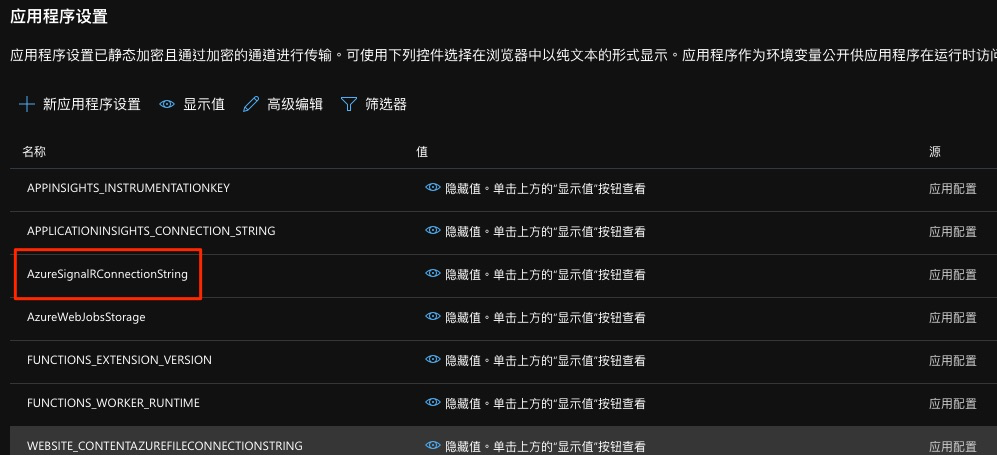 应用程序设置
应用程序设置已静态加密且通过加密的通道进行传输。可使用下列控件选择在浏览器中以纯文本的形式显示。应用程序作为环境变量公开供应用程序在运行时访问
新应用程序设置 显示值 高级编辑 筛选器
名称 值 源
APPINSIGHTS_INSTRUMENTATIONKEY 隐藏值。单击上方的"显示值"按钮查看 应用配置
APPLICATIONINSIGHTS_CONNECTION_STRING 隐藏值。单击上方的"显示值"按钮查看 应用配置
AzureSignalRConnectionString 隐藏值。单击上方的"显示值"按钮查看 应用配置
AzureWebJobsStorage 隐藏值。单击上方的"显示值"按钮查看 应用配置
FUNCTIONS_EXTENSION_VERSION 隐藏值。单击上方的"显示值"按钮查看 应用配置
FUNCTIONS_WORKER_RUNTIME 隐藏值。单击上方的"显示值"按钮查看 应用配置
WEBSITE_CONTENTAZUREFILECONNECTIONSTRING 隐藏值。单击上方的"显示值"按钮查看 应用配置